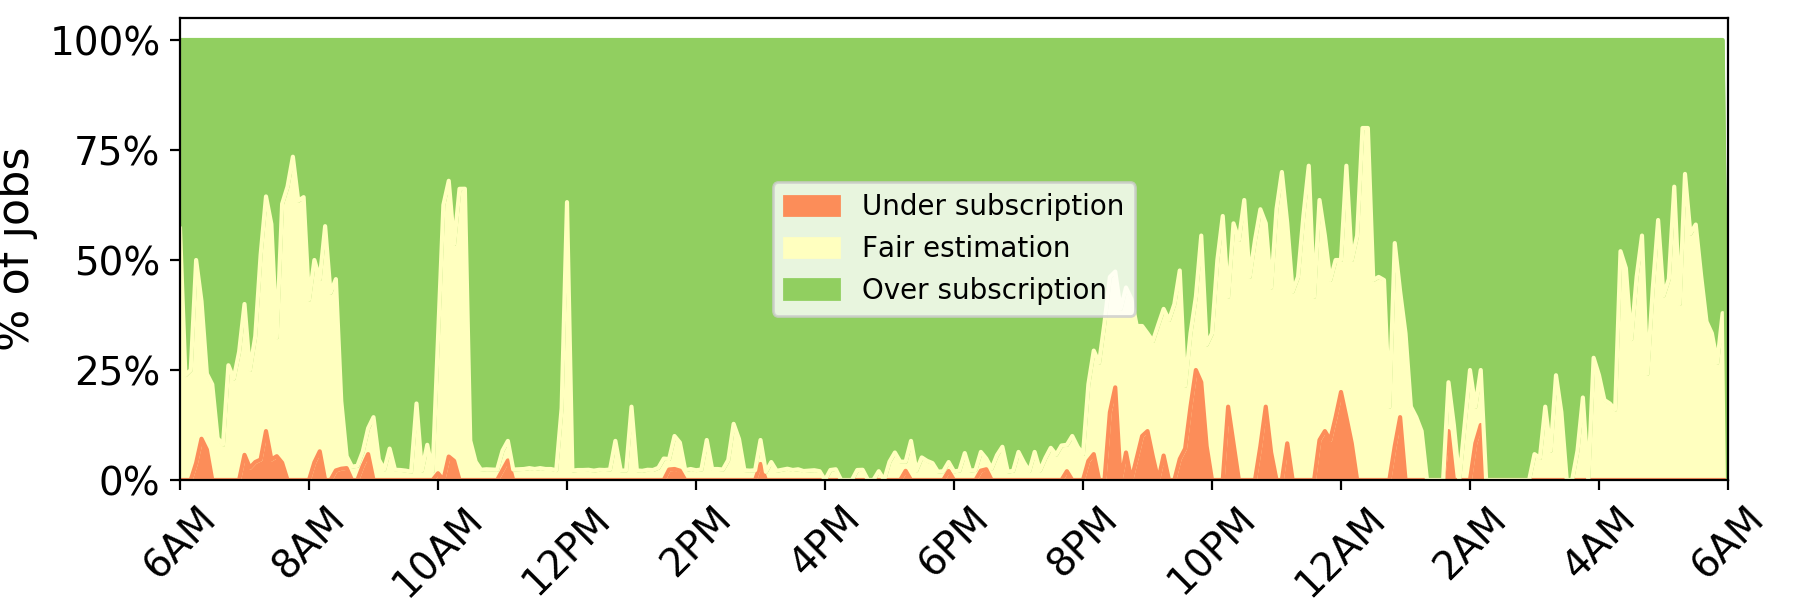 100%
75%
50%
25%
0%
% of jobs
Under subscription
Fair estimation
Over subscription
6AM
8AM
10AM
12PM
2PM
4PM
6PM
8PM
10PM
12AM
2AM
4AM
6AM